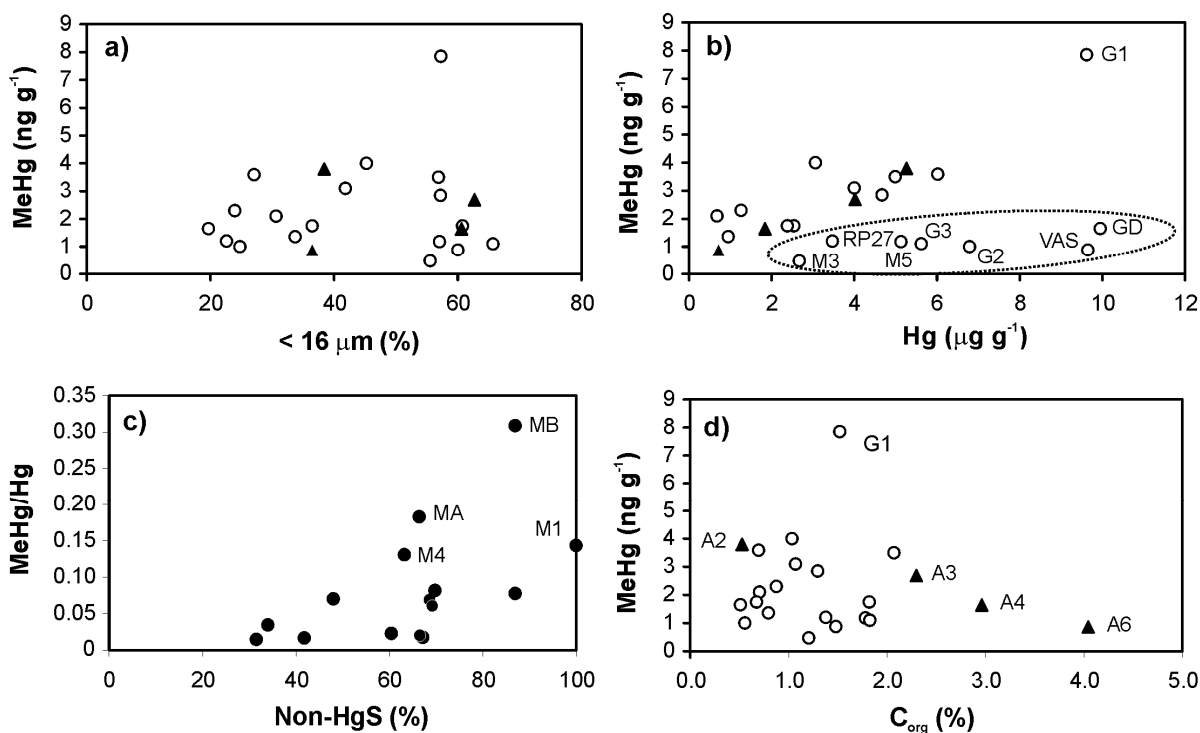 a)
MeHg (ng g⁻¹)
9
8
7
6
5
4
3
2
1
0
0
20
40
60
80
< 16 μm (%)
b)
MeHg (ng g⁻¹)
9
8
7
6
5
4
3
2
1
0
G1
RP27
G3
GD
VAS
M3
M5
G2
0
2
4
6
8
10
12
Hg (μg g⁻¹)
c)
MeHg/Hg
0.35
0.30
0.25
0.20
0.15
0.10
0.05
0
MB
MA
M1
M4
0
20
40
60
80
100
Non-HgS (%)
d)
MeHg (ng g⁻¹)
9
8
7
6
5
4
3
2
1
0
G1
A2
A3
A4
A6
0.0
1.0
2.0
3.0
4.0
5.0
Corg (%)